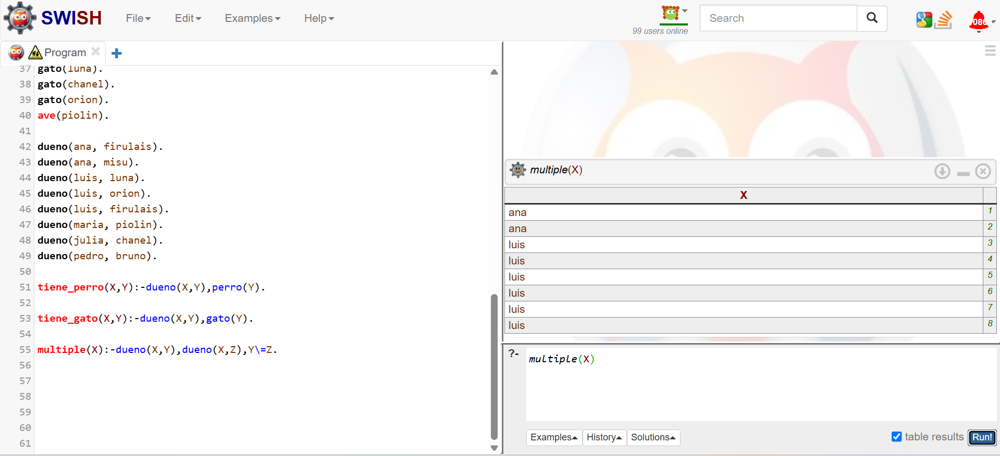 SWISH File Edit Examples Help 99 users online Search
Program
37 gato(luna).
38 gato(chanel).
39 gato(orion).
40 ave(piolin).
41
42 dueno(ana, firulais).
43 dueno(ana, misu).
44 dueno(luis, luna).
45 dueno(luis, orion).
46 dueno(luis, firulais).
47 dueno(maria, piolin).
48 dueno(julia, chanel).
49 dueno(pedro, bruno).
50
51 tiene_perro(X,Y):-dueno(X,Y),perro(Y).
52
53 tiene_gato(X,Y):-dueno(X,Y),gato(Y).
54
55 multiple(X):-dueno(X,Y),dueno(X,Z),Y\=Z.
56
57
58
59
60
61
multiple(X)
X
ana 1
ana 2
luis 3
luis 4
luis 5
luis 6
luis 7
luis 8
?- multiple(X)
Examples History Solutions table results Run!